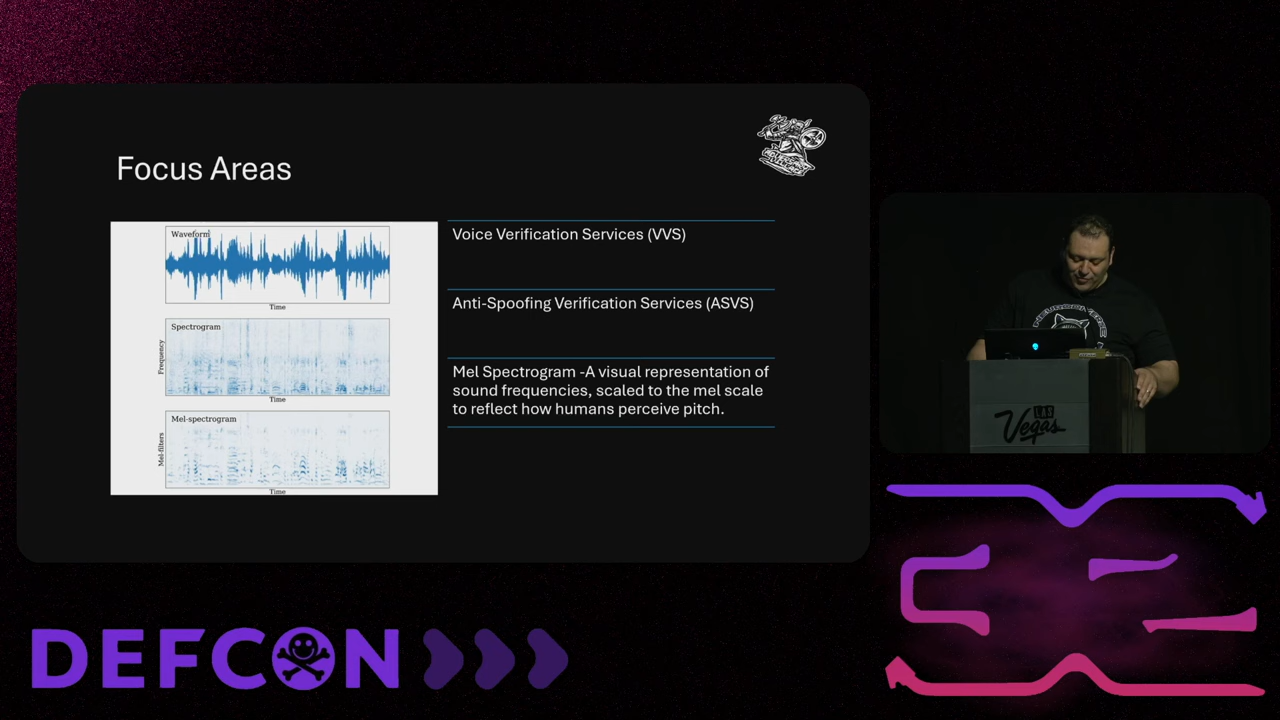 Focus Areas
Waveform
Time
Spectrogram
Frequency
Time
Mel-spectrogram
Mel-filters
Time
Voice Verification Services (VVS)
Anti-Spoofing Verification Services (ASVS)
Mel Spectrogram -A visual representation of
sound frequencies, scaled to the mel scale
to reflect how humans perceive pitch.
LAS
Vegas
DEFCON